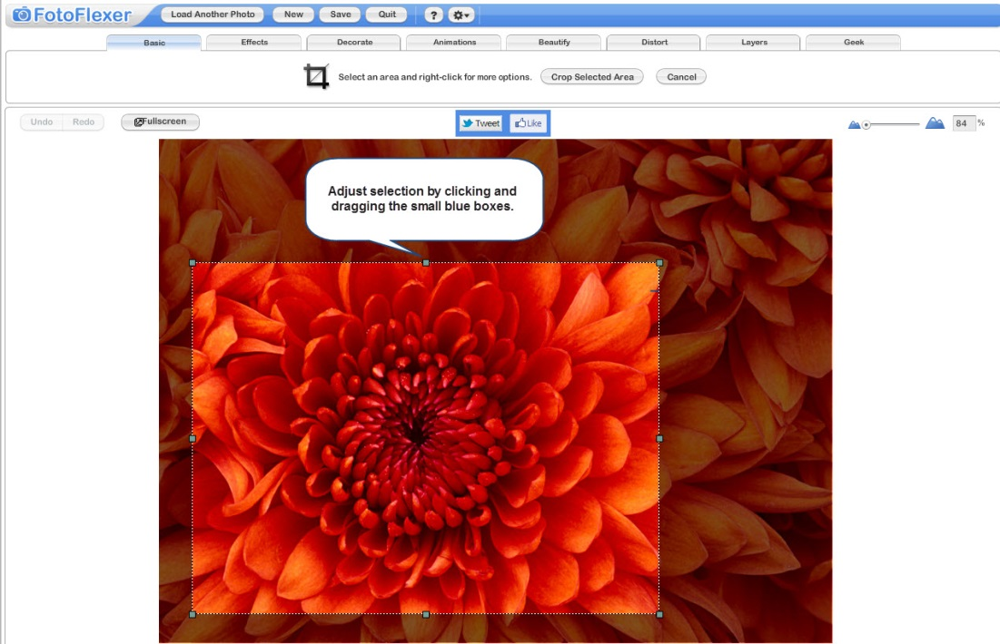 FotoFlexer Load Another Photo New Save Quit ?
Basic Effects Decorate Animations Beautify Distort Layers Geek
Select an area and right-click for more options. Crop Selected Area Cancel
Undo Redo Fullscreen Tweet Like 84 %
Adjust selection by clicking and
dragging the small blue boxes.